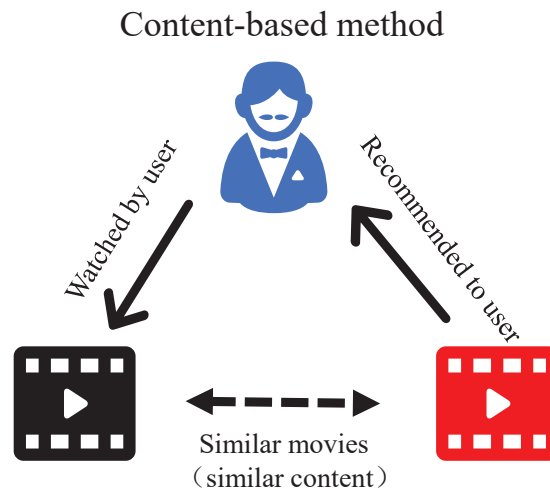 Content-based method
Watched by user
Recommended to user
Similar movies
（similar content）